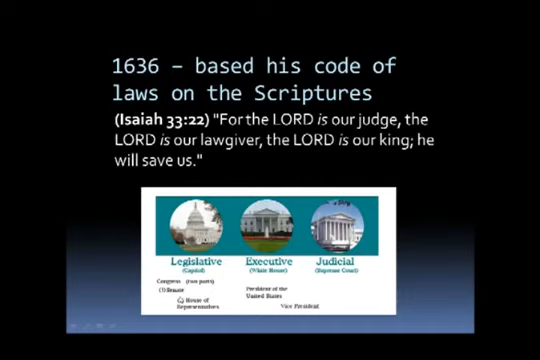 1636 – based his code of
laws on the Scriptures
(Isaiah 33:22) "For the LORD is our judge, the
LORD is our lawgiver, the LORD is our king; he
will save us."
Legislative Executive Judicial
(Capitol) (White House) (Supreme Court)
Congress (two parts)
(1) Senate
House of
Representatives
President of the
United States
Vice President